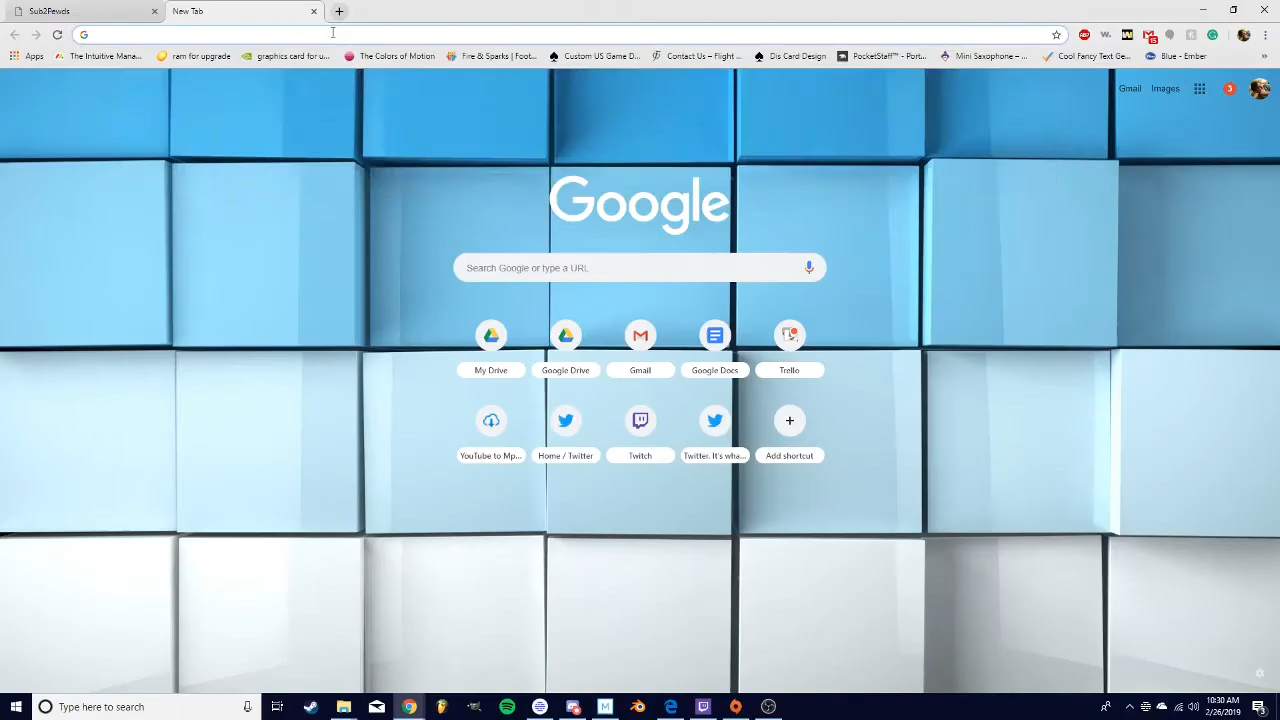 Sub2Pewds
New Tab
Apps
The Intuitive Mana...
ram for upgrade
graphics card for u...
The Colors of Motion
Fire & Sparks | Foot...
Custom US Game D...
Contact Us – Flight ...
Dis Card Design
PocketStaff™ - Port...
Mini Saxophone –...
Cool Fancy Text Ge...
Blue - Ember
Gmail
Images
3
Google
Search Google or type a URL
My Drive
Google Drive
Gmail
Google Docs
Trello
YouTube to Mp...
Home / Twitter
Twitch
Twitter. It's wha...
Add shortcut
Type here to search
10:30 AM
2/26/2019